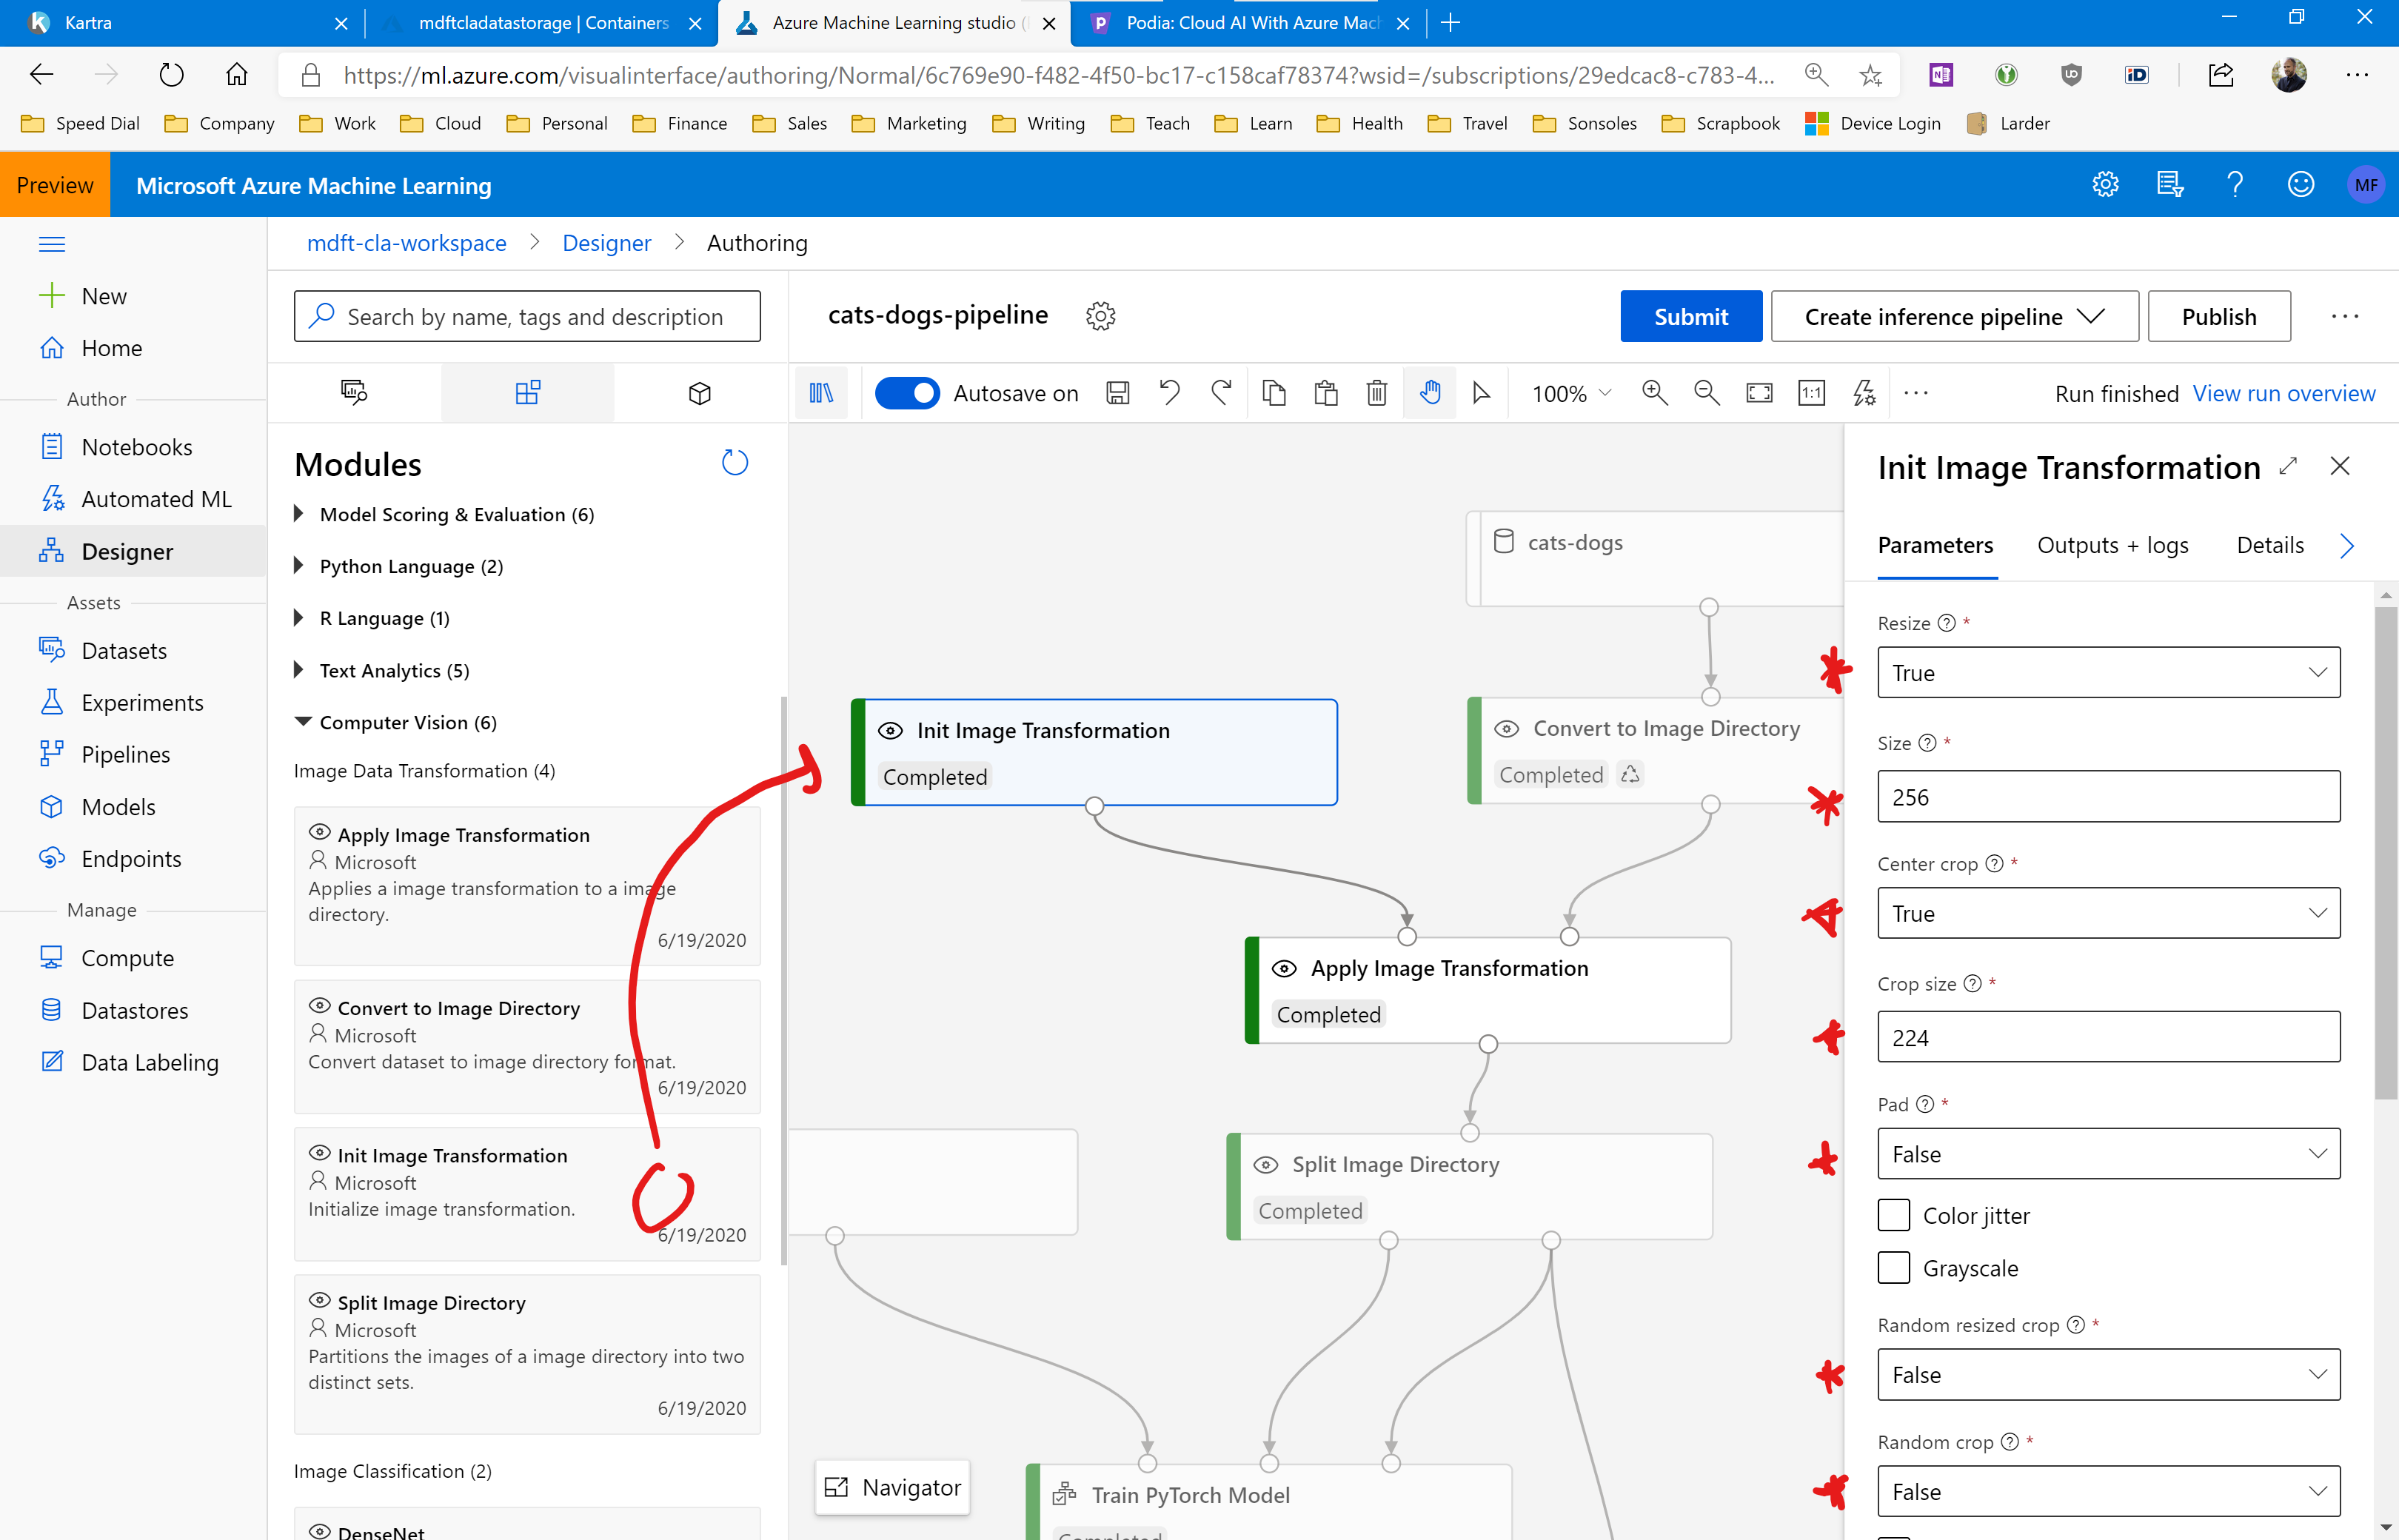 Kartra
mdftcladatastorage | Containers
Azure Machine Learning studio (
Podia: Cloud AI With Azure Mach
https://ml.azure.com/visualinterface/authoring/Normal/6c769e90-f482-4f50-bc17-c158caf78374?wsid=/subscriptions/29edcac8-c783-4...
Speed Dial
Company
Work
Cloud
Personal
Finance
Sales
Marketing
Writing
Teach
Learn
Health
Travel
Sonsoles
Scrapbook
Device Login
Larder
Preview
Microsoft Azure Machine Learning
MF
New
Home
Author
Notebooks
Automated ML
Designer
Assets
Datasets
Experiments
Pipelines
Models
Endpoints
Manage
Compute
Datastores
Data Labeling
mdft-cla-workspace > Designer > Authoring
Search by name, tags and description
cats-dogs-pipeline
Submit
Create inference pipeline
Publish
Autosave on
100%
1:1
Run finished
View run overview
Modules
Model Scoring & Evaluation (6)
Python Language (2)
R Language (1)
Text Analytics (5)
Computer Vision (6)
Image Data Transformation (4)
Apply Image Transformation
Microsoft
Applies a image transformation to a image
directory.
6/19/2020
Convert to Image Directory
Microsoft
Convert dataset to image directory format.
6/19/2020
Init Image Transformation
Microsoft
Initialize image transformation.
6/19/2020
Split Image Directory
Microsoft
Partitions the images of a image directory into two
distinct sets.
6/19/2020
Image Classification (2)
DenseNet
cats-dogs
Init Image Transformation
Completed
Convert to Image Directory
Completed
Apply Image Transformation
Completed
Split Image Directory
Completed
Train PyTorch Model
Completed
Navigator
Init Image Transformation
Parameters
Outputs + logs
Details
Resize *
True
Size *
256
Center crop *
True
Crop size *
224
Pad *
False
Color jitter
Grayscale
Random resized crop *
False
Random crop *
False